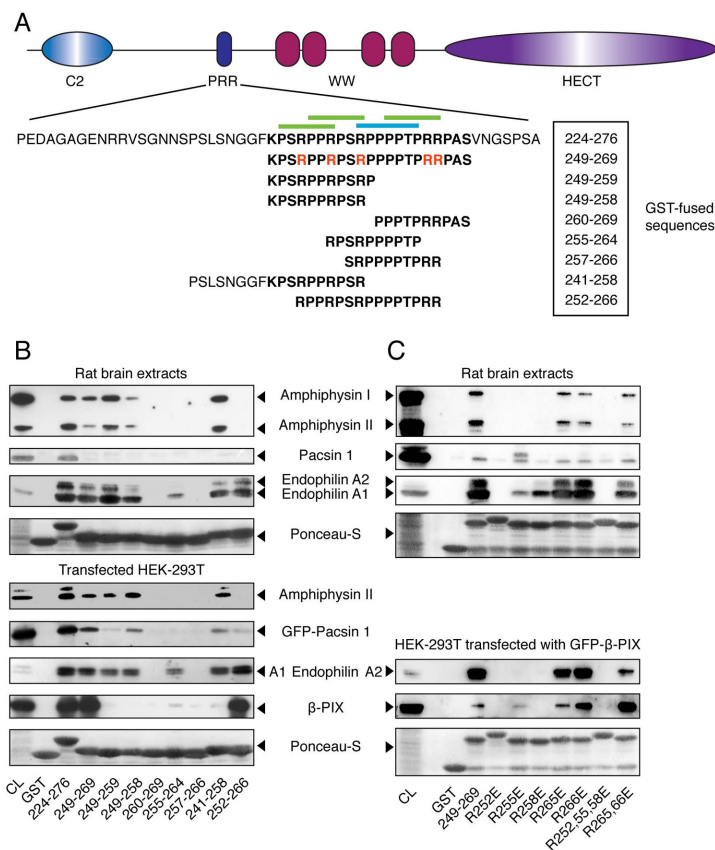 A
C2
PRR
WW
HECT
PEDAGAGENRRVSGNNSPSLSNGGFKPSRPPRPSRPPPPTPRRPASVNGSPSA 224-276
KPSRPPRPSRPPPPTPRRPAS 249-269
KPSRPPRPSRP 249-259
KPSRPPRPSR 249-258
PPPTPRRPAS 260-269
RPSRPPPPTP 255-264
SRPPPPTPRR 257-266
PSLSNGGFKPSRPPRPSR 241-258
RPPRPSRPPPPTPRR 252-266
GST-fused
sequences
B
Rat brain extracts
Amphiphysin I
Amphiphysin II
Pacsin 1
Endophilin A2
Endophilin A1
Ponceau-S
Transfected HEK-293T
Amphiphysin II
GFP-Pacsin 1
A1 Endophilin A2
β-PIX
Ponceau-S
CL
GST
224-276
249-269
249-259
249-258
260-269
255-264
257-266
241-258
252-266
C
Rat brain extracts
HEK-293T transfected with GFP-β-PIX
CL
GST
249-269
R252E
R255E
R258E
R265E
R266E
R252,55,58E
R265,66E